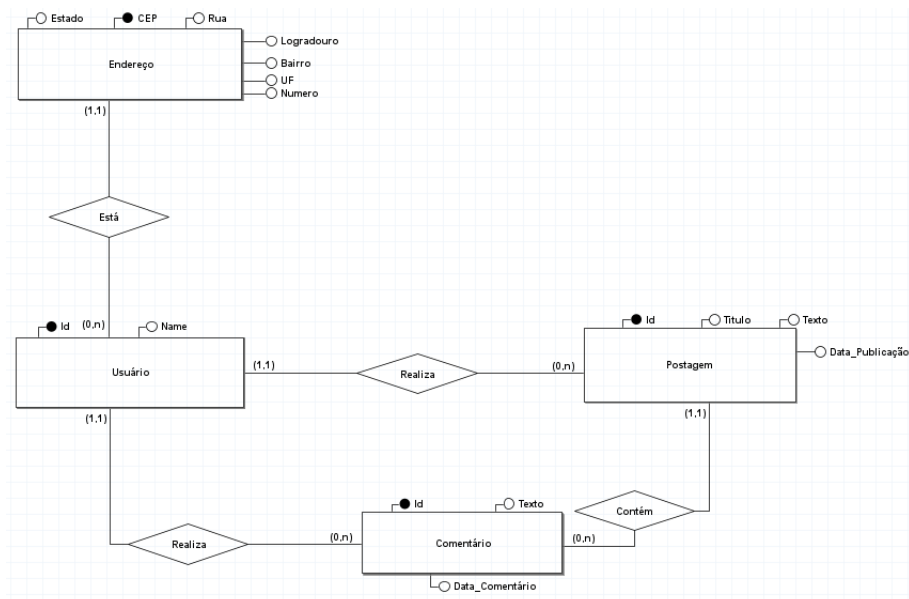 Estado
CEP
Rua
Endereço
Logradouro
Bairro
UF
Numero
(1,1)
Está
(0,n)
Id
Name
Usuário
(1,1)
Realiza
(0,n)
Id
Titulo
Texto
Data_Publicação
Postagem
(1,1)
(1,1)
Realiza
(0,n)
Id
Texto
Comentário
Data_Comentário
(0,n)
Contém